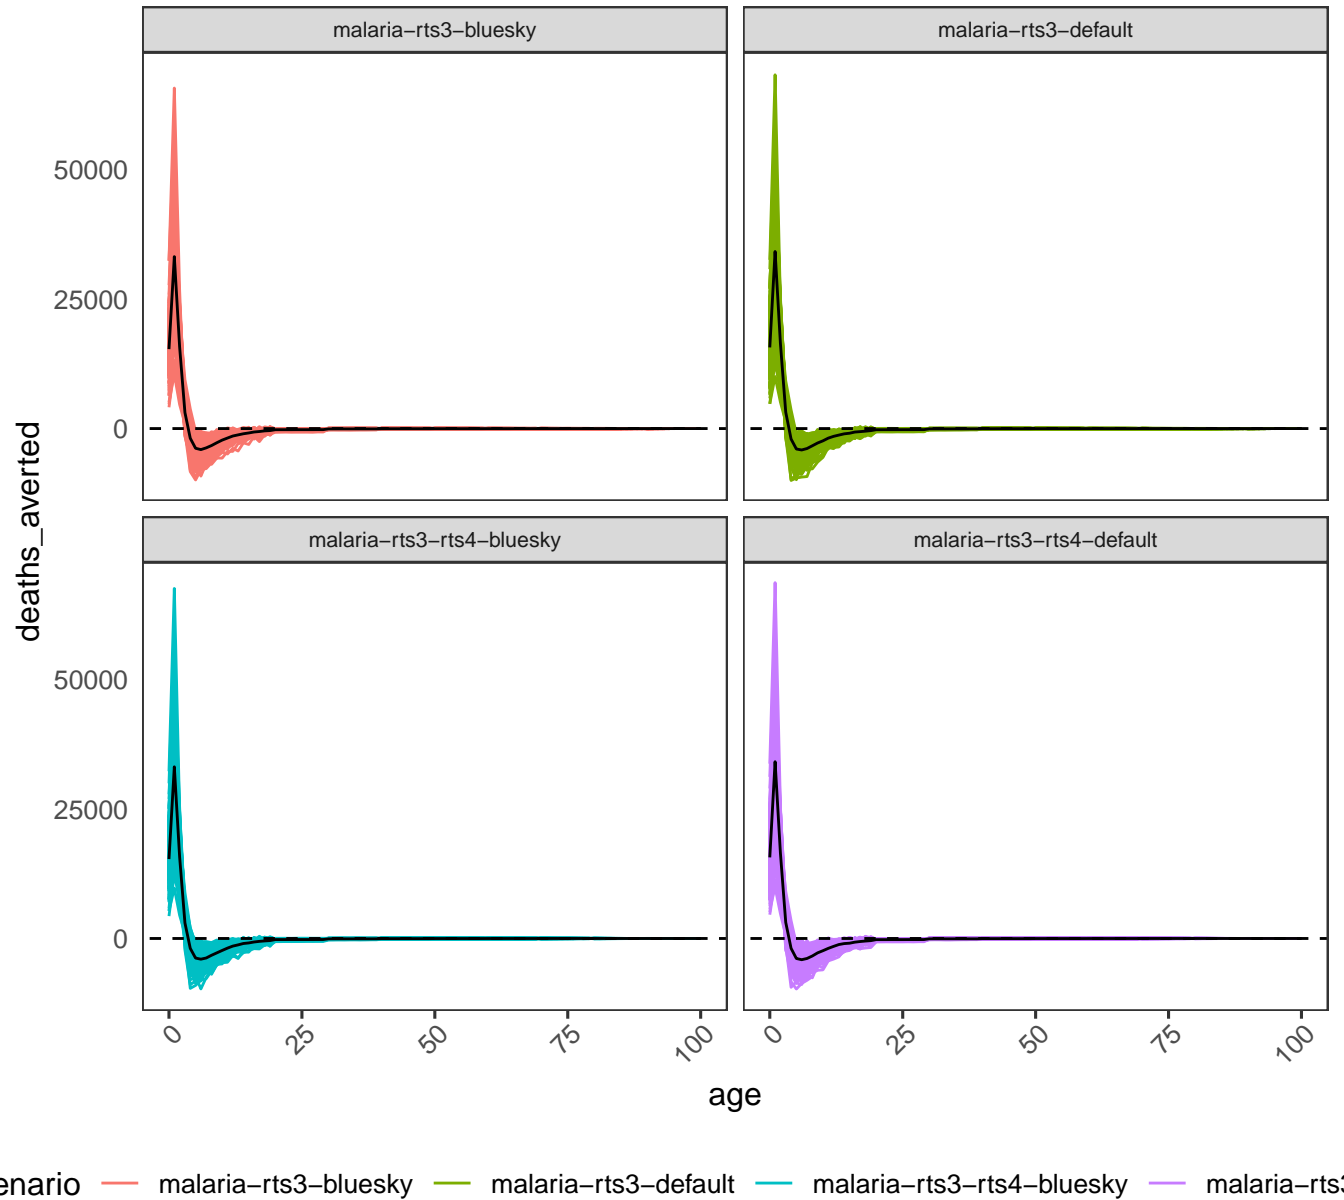 malaria−rts3−bluesky
malaria−rts3−default
50000
25000
0
malaria−rts3−rts4−bluesky
malaria−rts3−rts4−default
50000
25000
0
deaths_averted
0 25 50 75 100
0 25 50 75 100
age
enario malaria−rts3−bluesky malaria−rts3−default malaria−rts3−rts4−bluesky malaria−rts3